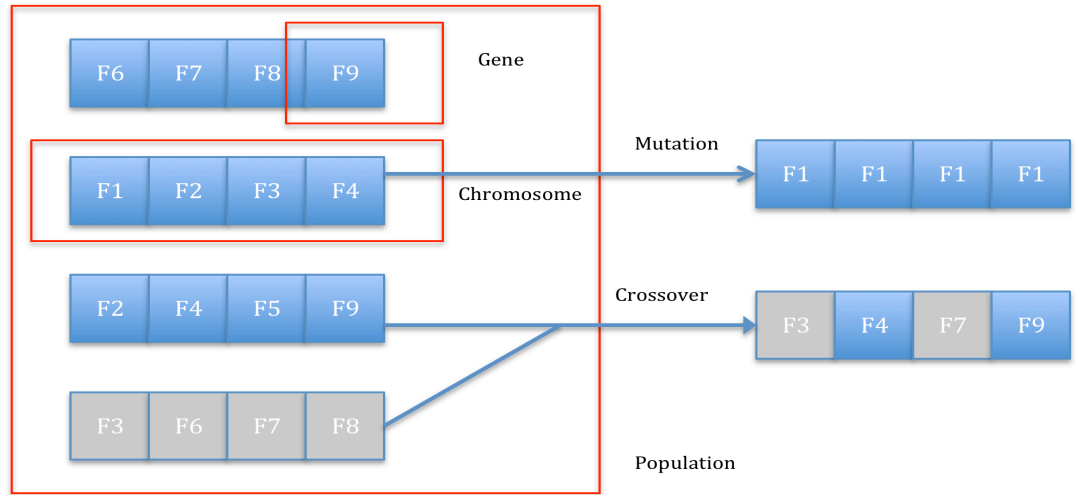 F6 F7 F8 F9
Gene
Mutation
F1 F2 F3 F4
Chromosome
F1 F1 F1 F1
F2 F4 F5 F9
Crossover
F3 F4 F7 F9
F3 F6 F7 F8
Population